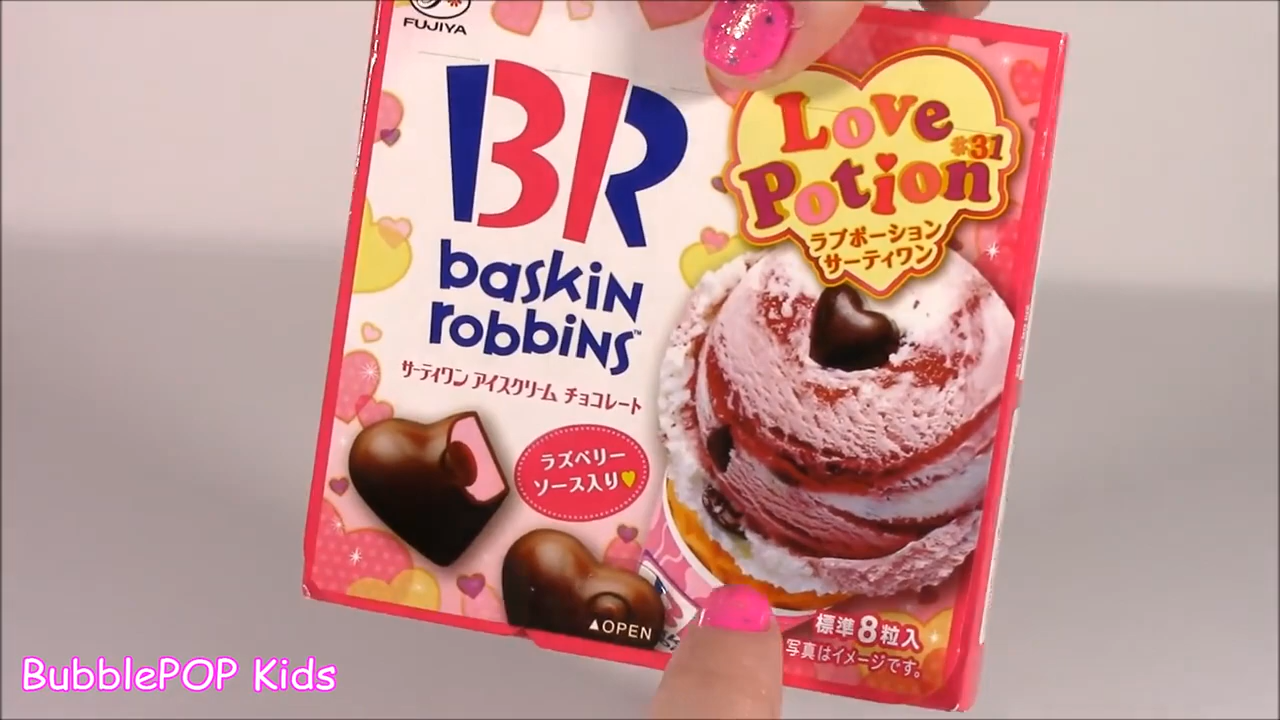 FUJIYA
BR
baskin
robbins™
サーティワン アイスクリーム チョコレート
Love
Potion #31
ラブポーション
サーティワン
ラズベリー
ソース入り
▲OPEN
標準8粒入
写真はイメージです。
BubblePOP Kids